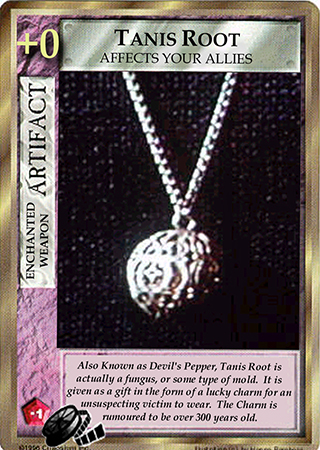 +0
TANIS ROOT
AFFECTS YOUR ALLIES
ENCHANTED
WEAPON
ARTIFACT
Also Known as Devil's Pepper, Tanis Root is
actually a fungus, or some type of mold. It is
given as a gift in the form of a lucky charm for an
unsuspecting victim to wear. The Charm is
rumoured to be over 300 years old.
-1
©1996